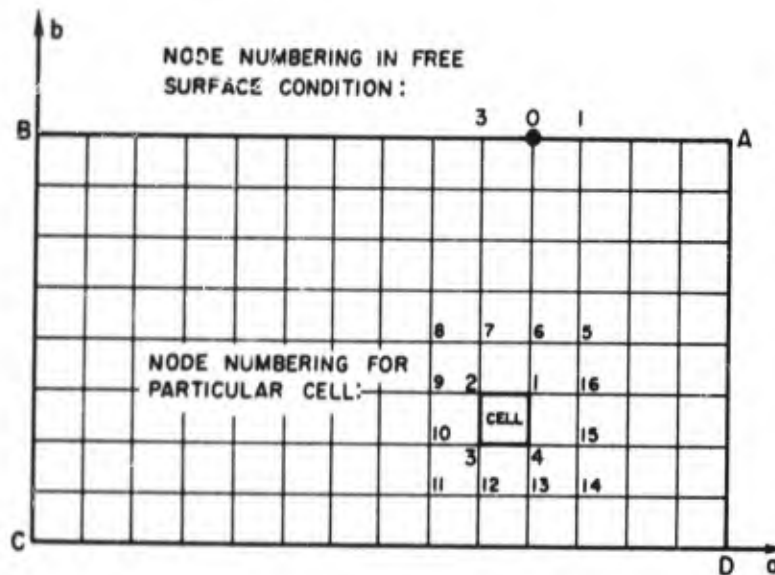 b
NODE NUMBERING IN FREE
SURFACE CONDITION:
3 0 1
B A
8 7 6 5
NODE NUMBERING FOR
PARTICULAR CELL:
9 2 1 16
CELL
10 15
3 4
11 12 13 14
C
D a